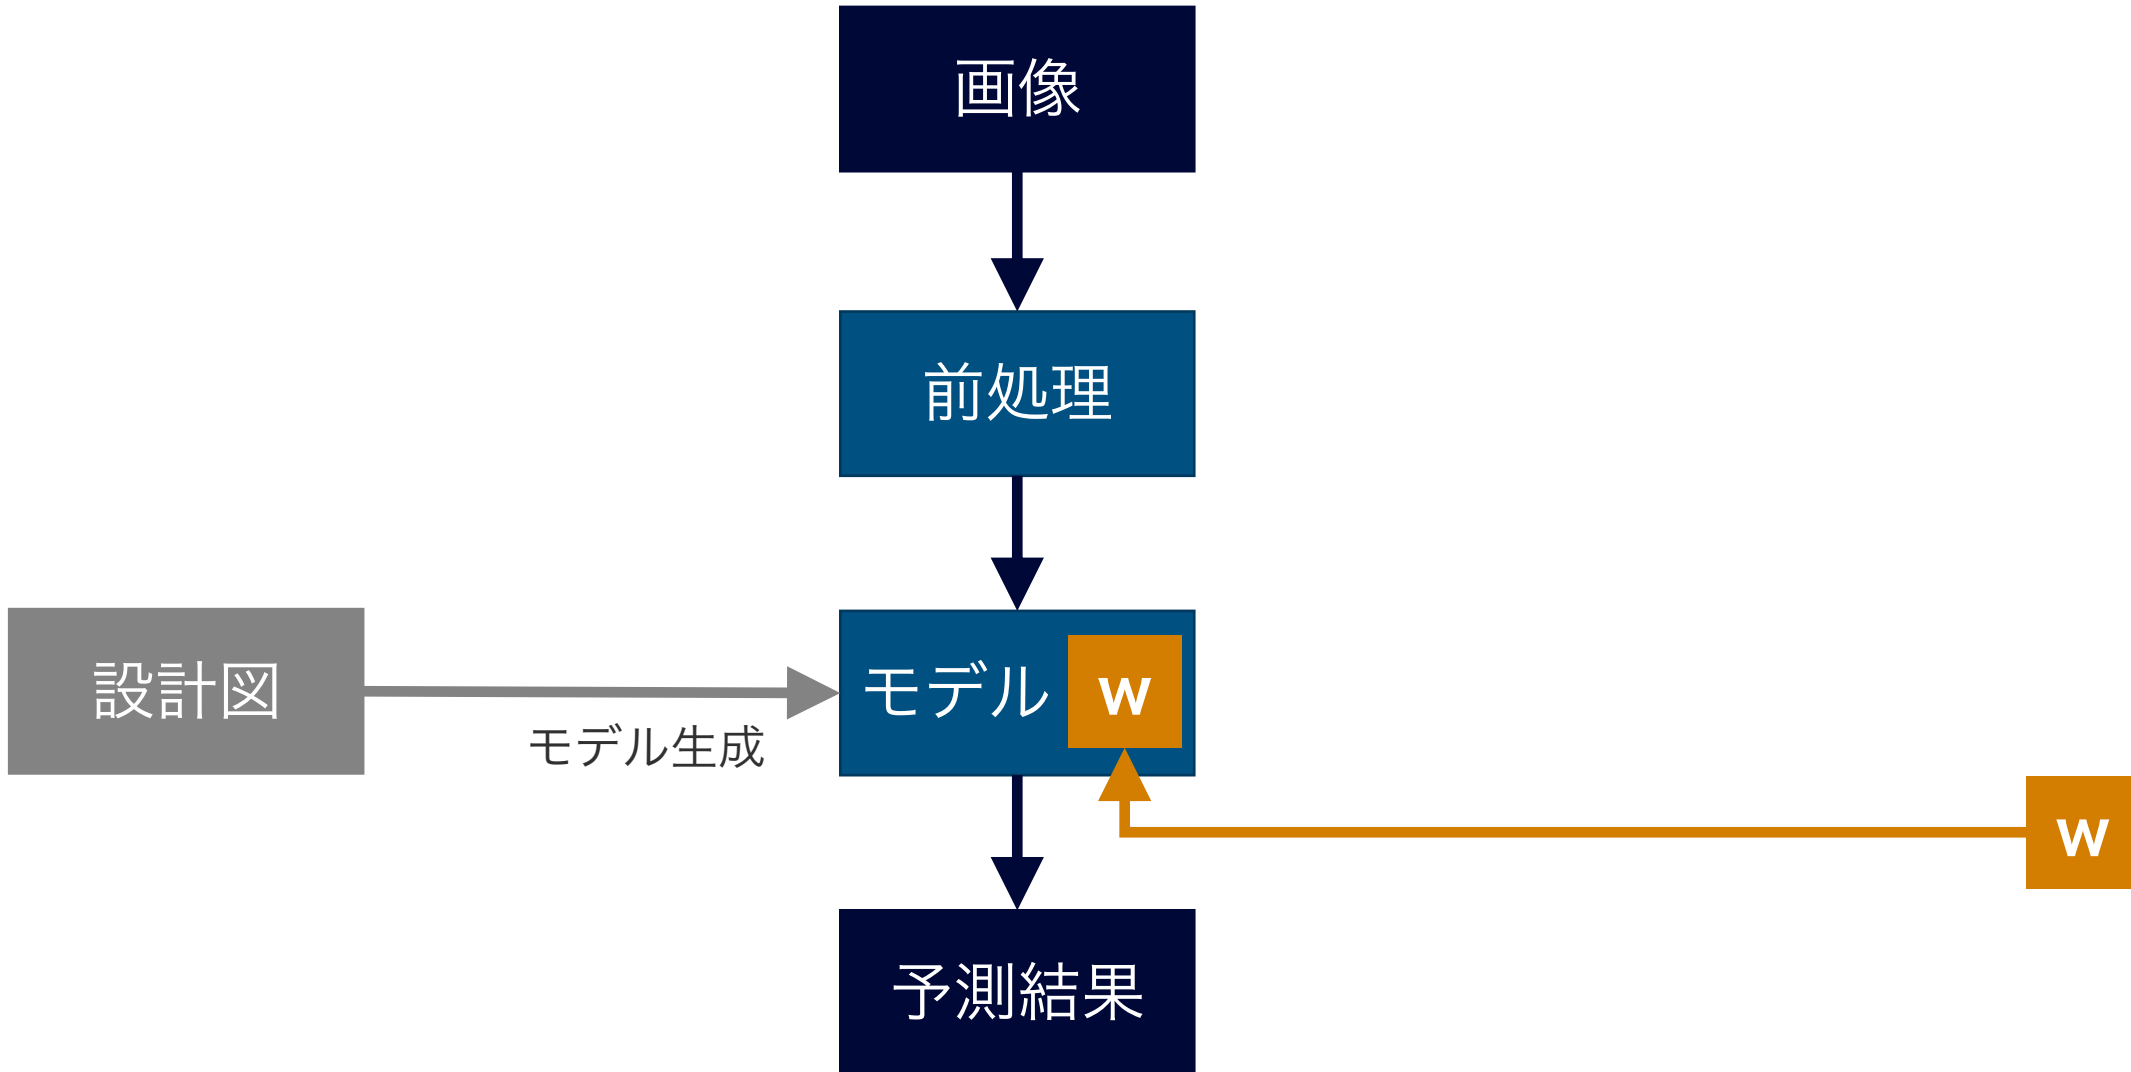 画像
前処理
設計図
モデル生成
モデル
w
w
予測結果